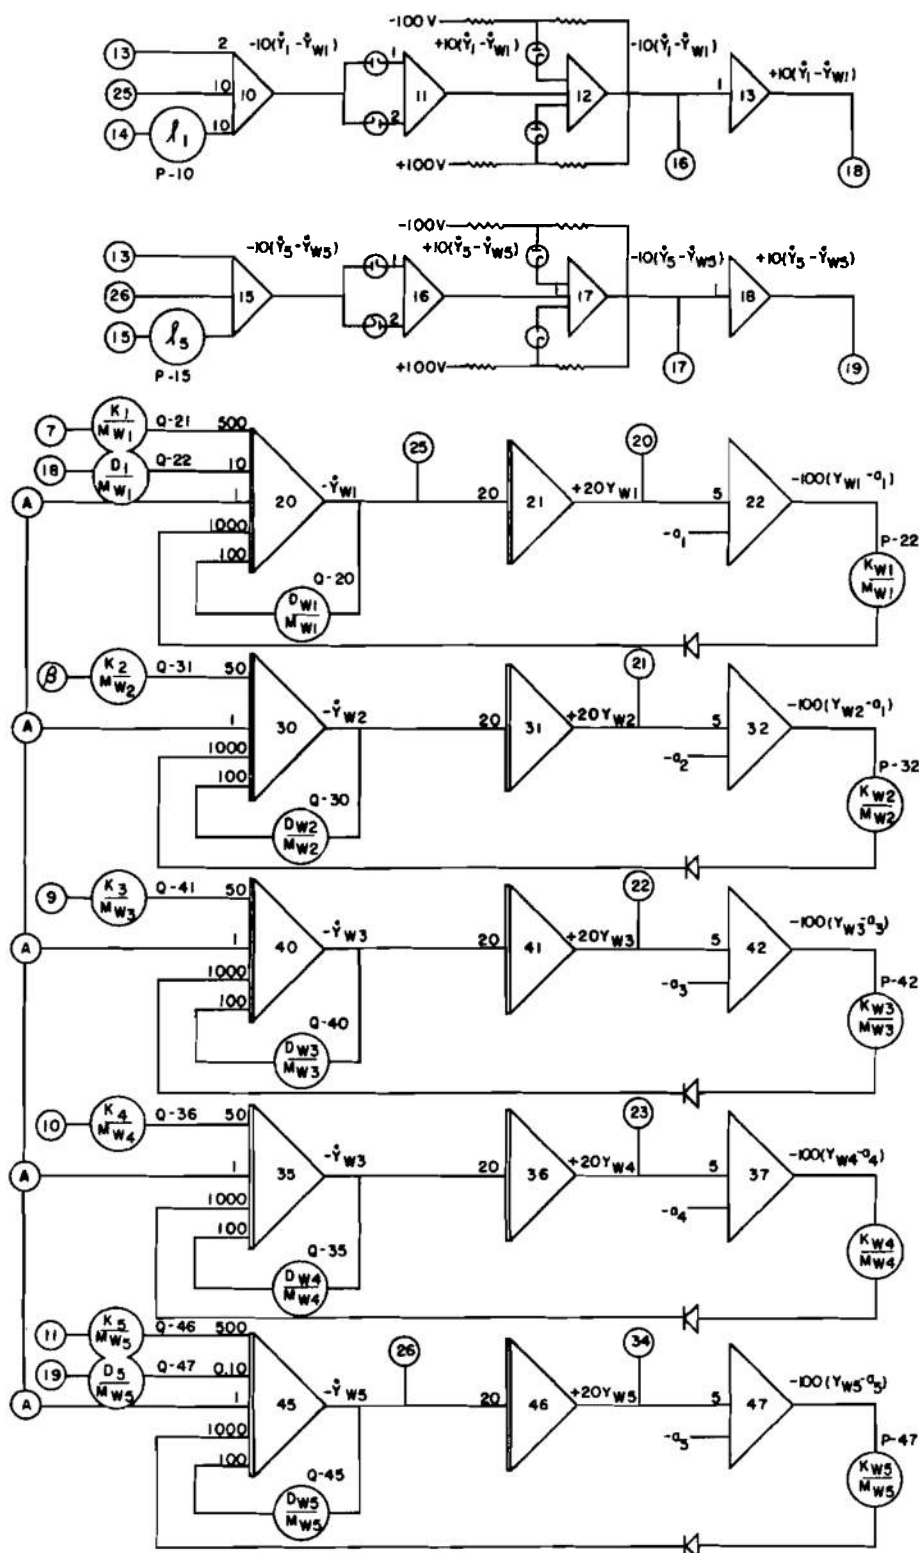 -100V
2 -10(Ẏ1-ẎW1) +10(Ẏ1-ẎW1) -10(Ẏ1-ẎW1)
13 1 +10(Ẏ1-ẎW1)
25 10 10 11 12 1 13
14 ℓ1 10 2
P-10 +100V 16 18
-100V
13 -10(Ẏ5-ẎW5) 1 +10(Ẏ5-ẎW5) -10(Ẏ5-ẎW5) +10(Ẏ5-ẎW5)
26 15 16 1 17 1 18
15 ℓ5 2
P-15 +100V 17 19
7 K1/MW1 Q-21 500
18 D1/MW1 Q-22 10 25 20
A 1 20 -ẎW1 20 21 +20YW1 5 22 -100(YW1-a1)
1000 -a1 P-22
100 Q-20 KW1/MW1
DW1/MW1
21
β K2/MW2 Q-31 50
A 1 30 -ẎW2 20 31 +20YW2 5 32 -100(YW2-a1)
1000 -a2 P-32
100 Q-30 KW2/MW2
DW2/MW2
9 K3/MW3 Q-41 50 22
A 1 40 -ẎW3 20 41 +20YW3 5 42 -100(YW3-a3)
1000 -a3 P-42
100 Q-40 KW3/MW3
DW3/MW3
10 K4/MW4 Q-36 50 23
A 1 35 -ẎW3 20 36 +20YW4 5 37 -100(YW4-a4)
1000 -a4
100 Q-35 KW4/MW4
DW4/MW4
11 K5/MW5 Q-46 500
19 D5/MW5 Q-47 0.10 26 34
A 1 45 -ẎW5 20 46 +20YW5 5 47 -100(YW5-a5)
1000 -a5 P-47
100 Q-45 KW5/MW5
DW5/MW5